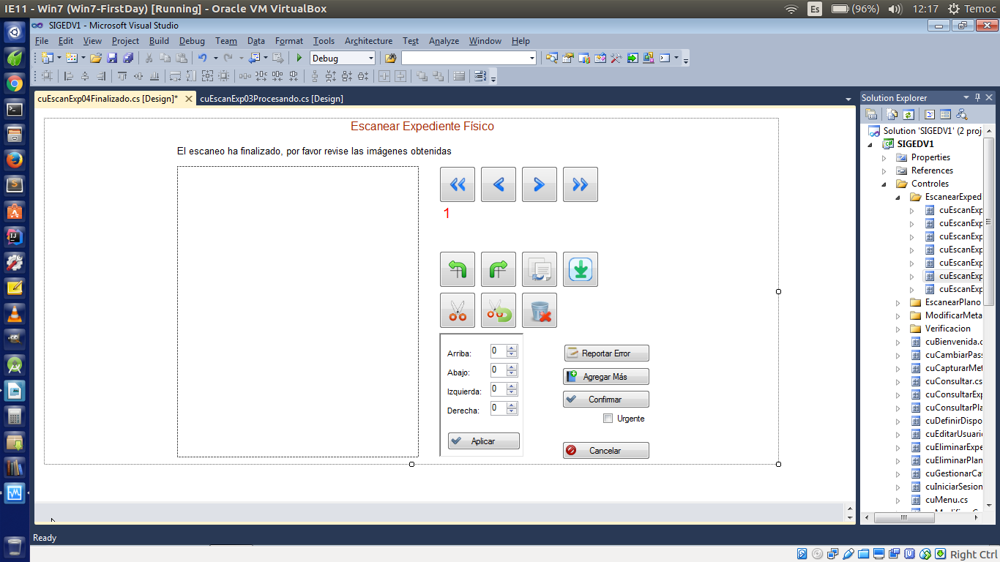 IE11 - Win7 (Win7-FirstDay) [Running] - Oracle VM VirtualBox
Es (96%) 12:17 Temoc
SIGEDV1 - Microsoft Visual Studio
File Edit View Project Build Debug Team Data Format Tools Architecture Test Analyze Window Help
Debug
cuEscanExp04Finalizado.cs [Design]* cuEscanExp03Procesando.cs [Design]
Escanear Expediente Físico
El escaneo ha finalizado, por favor revise las imágenes obtenidas
1
Arriba: 0
Abajo: 0
Izquierda: 0
Derecha: 0
Aplicar
Reportar Error
Agregar Más
Confirmar
Urgente
Cancelar
Solution Explorer
Solution 'SIGEDV1' (2 proj
SIGEDV1
Properties
References
Controles
EscanearExped
cuEscanExp
cuEscanExp
cuEscanExp
cuEscanExp
cuEscanExp
cuEscanExp
cuEscanExp
EscanearPlano
ModificarMeta
Verificacion
cuBienvenida.c
cuCambiarPas
cuCapturarMet
cuConsultar.cs
cuConsultarExp
cuConsultarPla
cuDefinirDispo
cuEditarUsuari
cuEliminarExpe
cuEliminarPlan
cuGestionarCa
cuIniciarSesion
cuMenu.cs
Ready
Right Ctrl